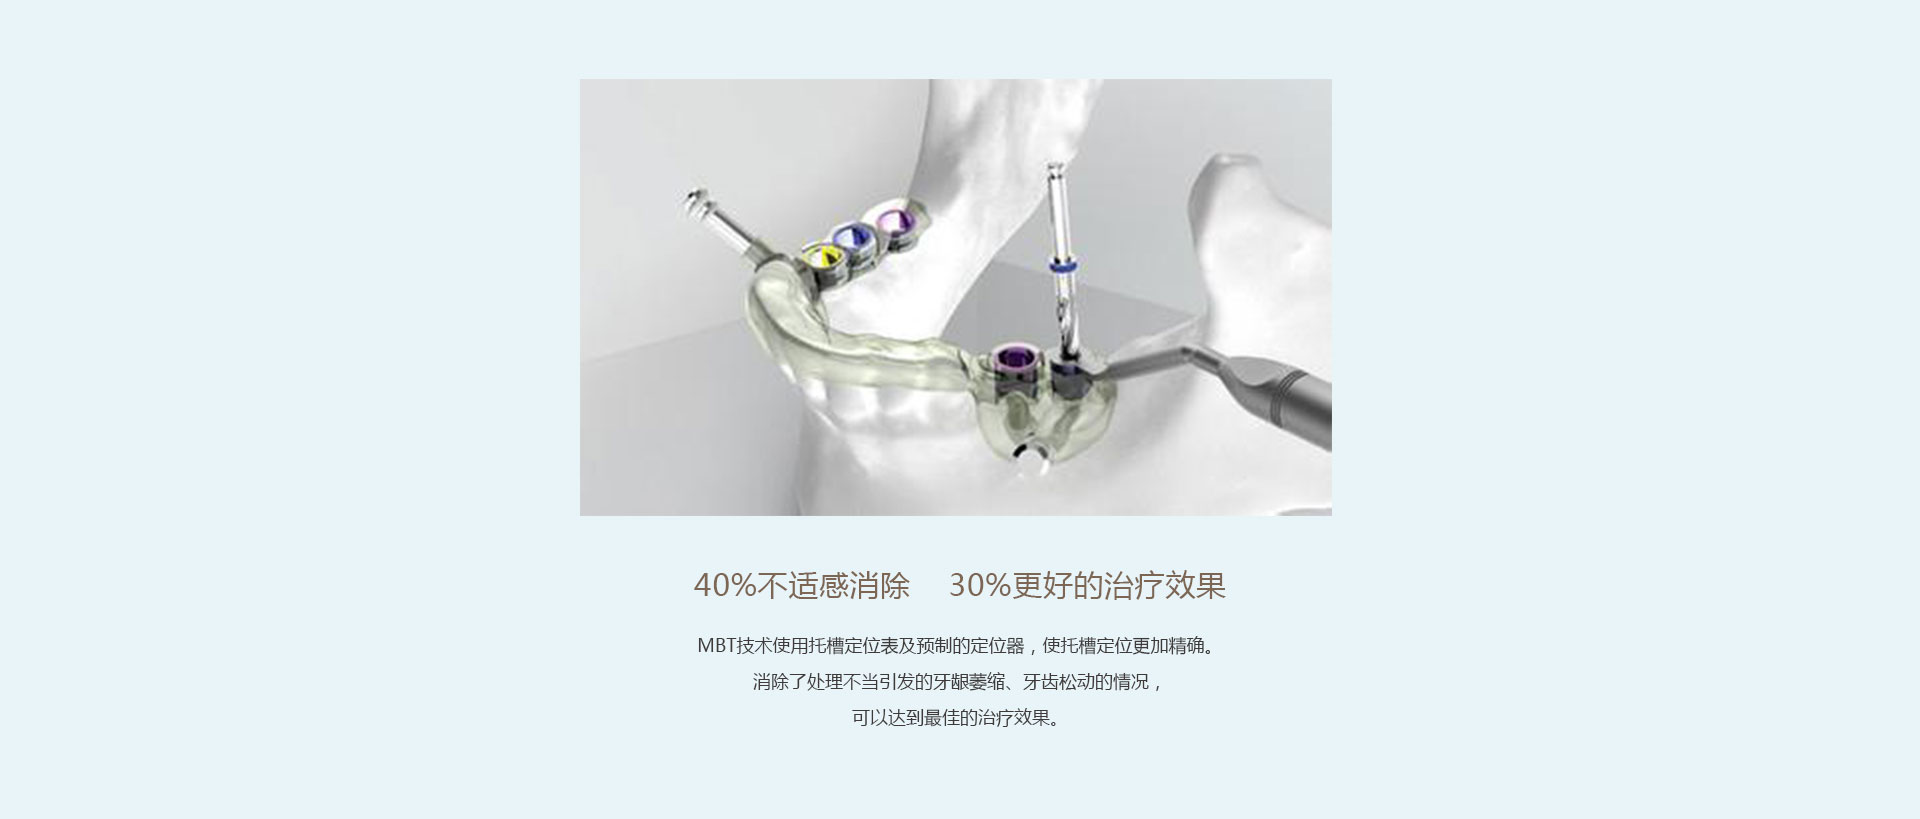 40%不适感消除 30%更好的治疗效果
MBT技术使用托槽定位表及预制的定位器，使托槽定位更加精确。
消除了处理不当引发的牙龈萎缩、牙齿松动的情况，
可以达到最佳的治疗效果。